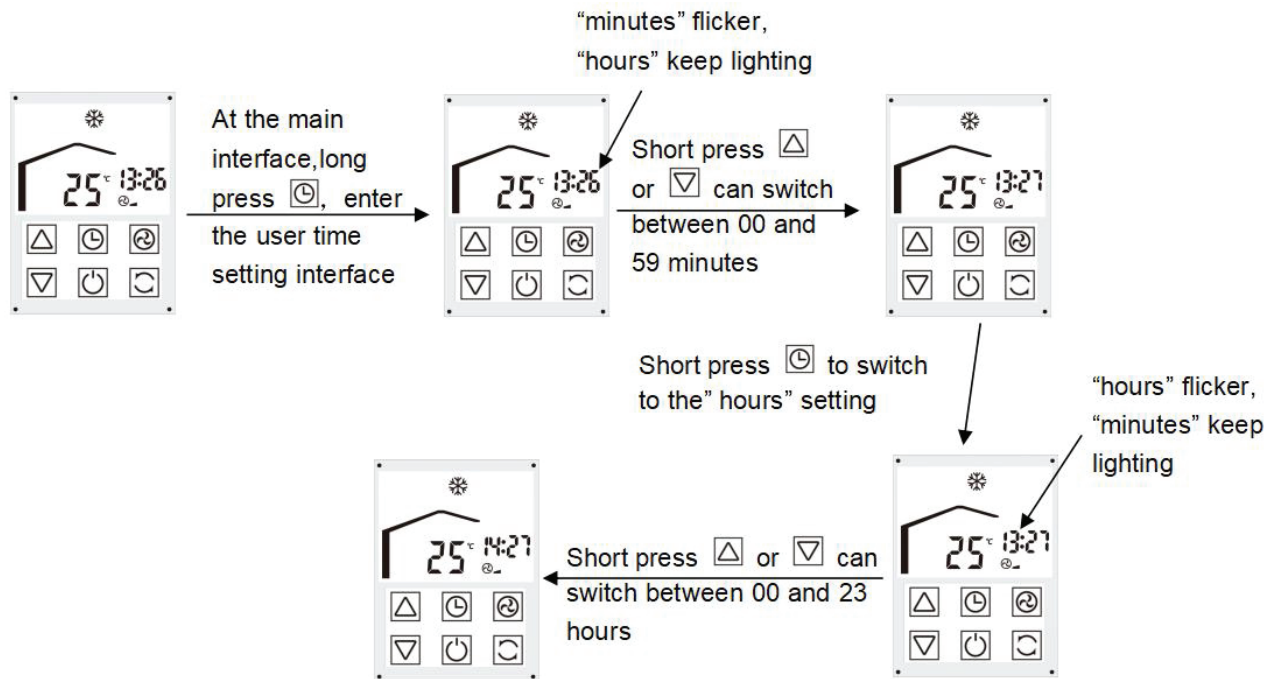 “minutes” flicker,
“hours” keep lighting
25 ℃ 13:26
At the main
interface,long
press , enter
the user time
setting interface
25 ℃ 13:26
Short press
or can switch
between 00 and
59 minutes
25 ℃ 13:27
Short press to switch
to the” hours” setting
“hours” flicker,
“minutes” keep
lighting
25 ℃ 13:27
Short press or can
switch between 00 and 23
hours
25 ℃ 14:27